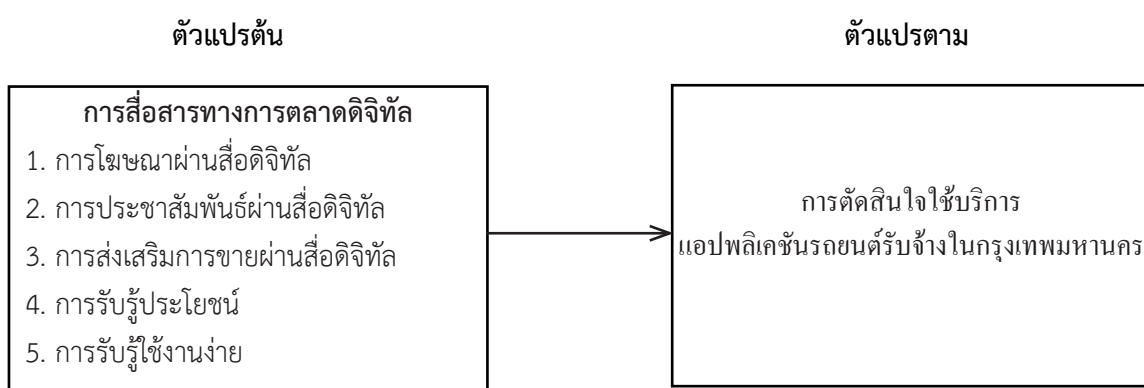 ตัวแปรต้น
ตัวแปรตาม
การสื่อสารทางการตลาดดิจิทัล
1. การโฆษณาผ่านสื่อดิจิทัล
2. การประชาสัมพันธ์ผ่านสื่อดิจิทัล
3. การส่งเสริมการขายผ่านสื่อดิจิทัล
4. การรับรู้ประโยชน์
5. การรับรู้ใช้งานง่าย
การตัดสินใจใช้บริการ
แอปพลิเคชันรถยนต์รับจ้างในกรุงเทพมหานคร